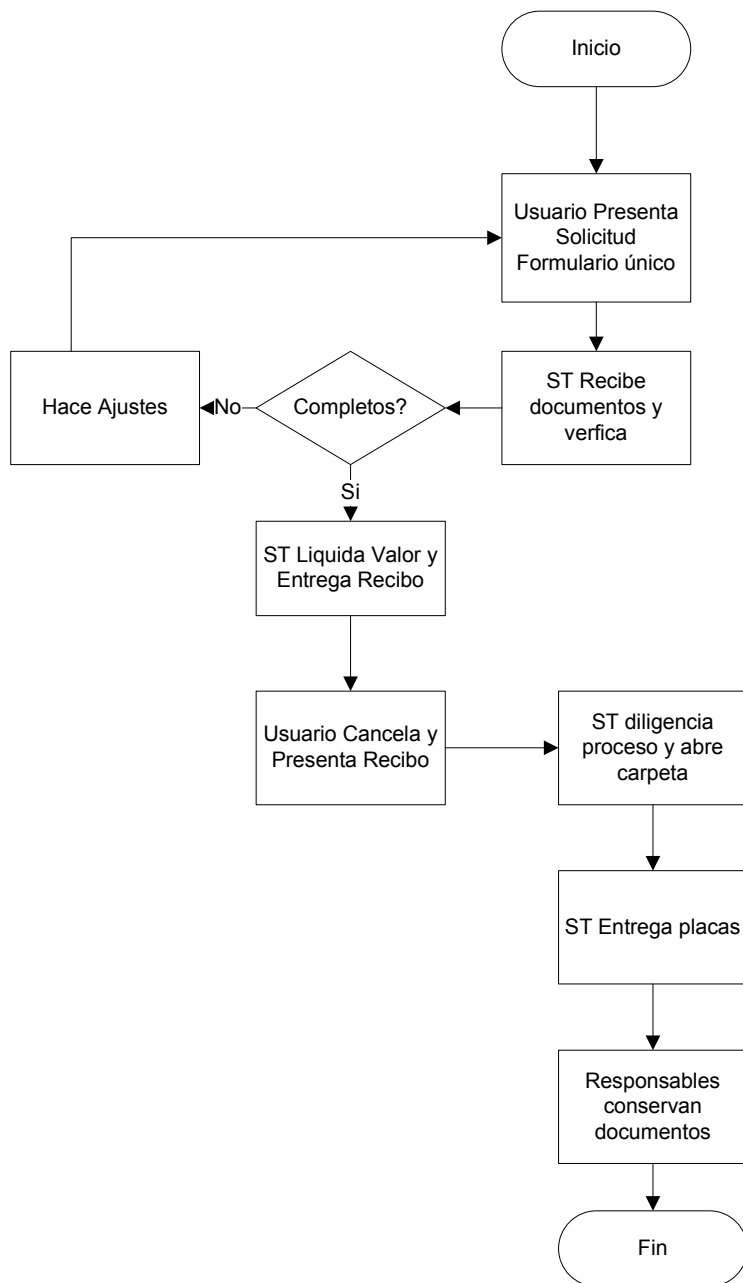 Inicio
Usuario Presenta
Solicitud
Formulario único
Hace Ajustes
No
Completos?
ST Recibe
documentos y
verfica
Si
ST Liquida Valor y
Entrega Recibo
Usuario Cancela y
Presenta Recibo
ST diligencia
proceso y abre
carpeta
ST Entrega placas
Responsables
conservan
documentos
Fin